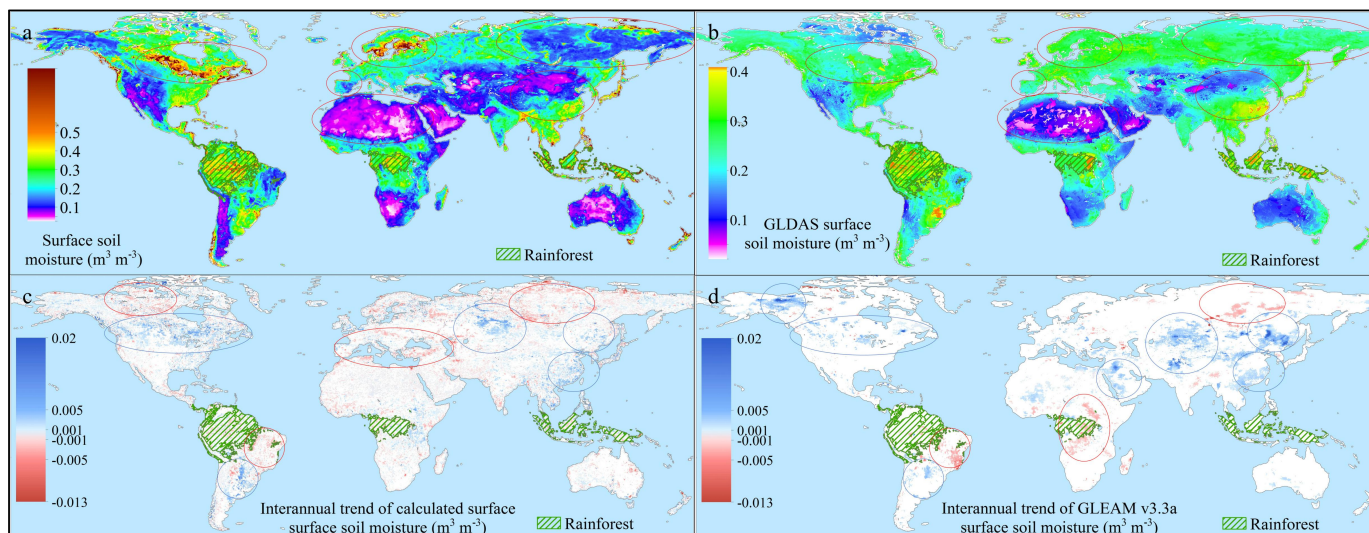 a
0.5
0.4
0.3
0.2
0.1
Surface soil
moisture (m³ m⁻³)
Rainforest
b
0.4
0.3
0.2
0.1
GLDAS surface
soil moisture (m³ m⁻³)
Rainforest
c
0.02
0.005
0.001
-0.001
-0.005
-0.013
Interannual trend of calculated surface
surface soil moisture (m³ m⁻³)
Rainforest
d
0.02
0.005
0.001
-0.001
-0.005
-0.013
Interannual trend of GLEAM v3.3a
surface soil moisture (m³ m⁻³)
Rainforest